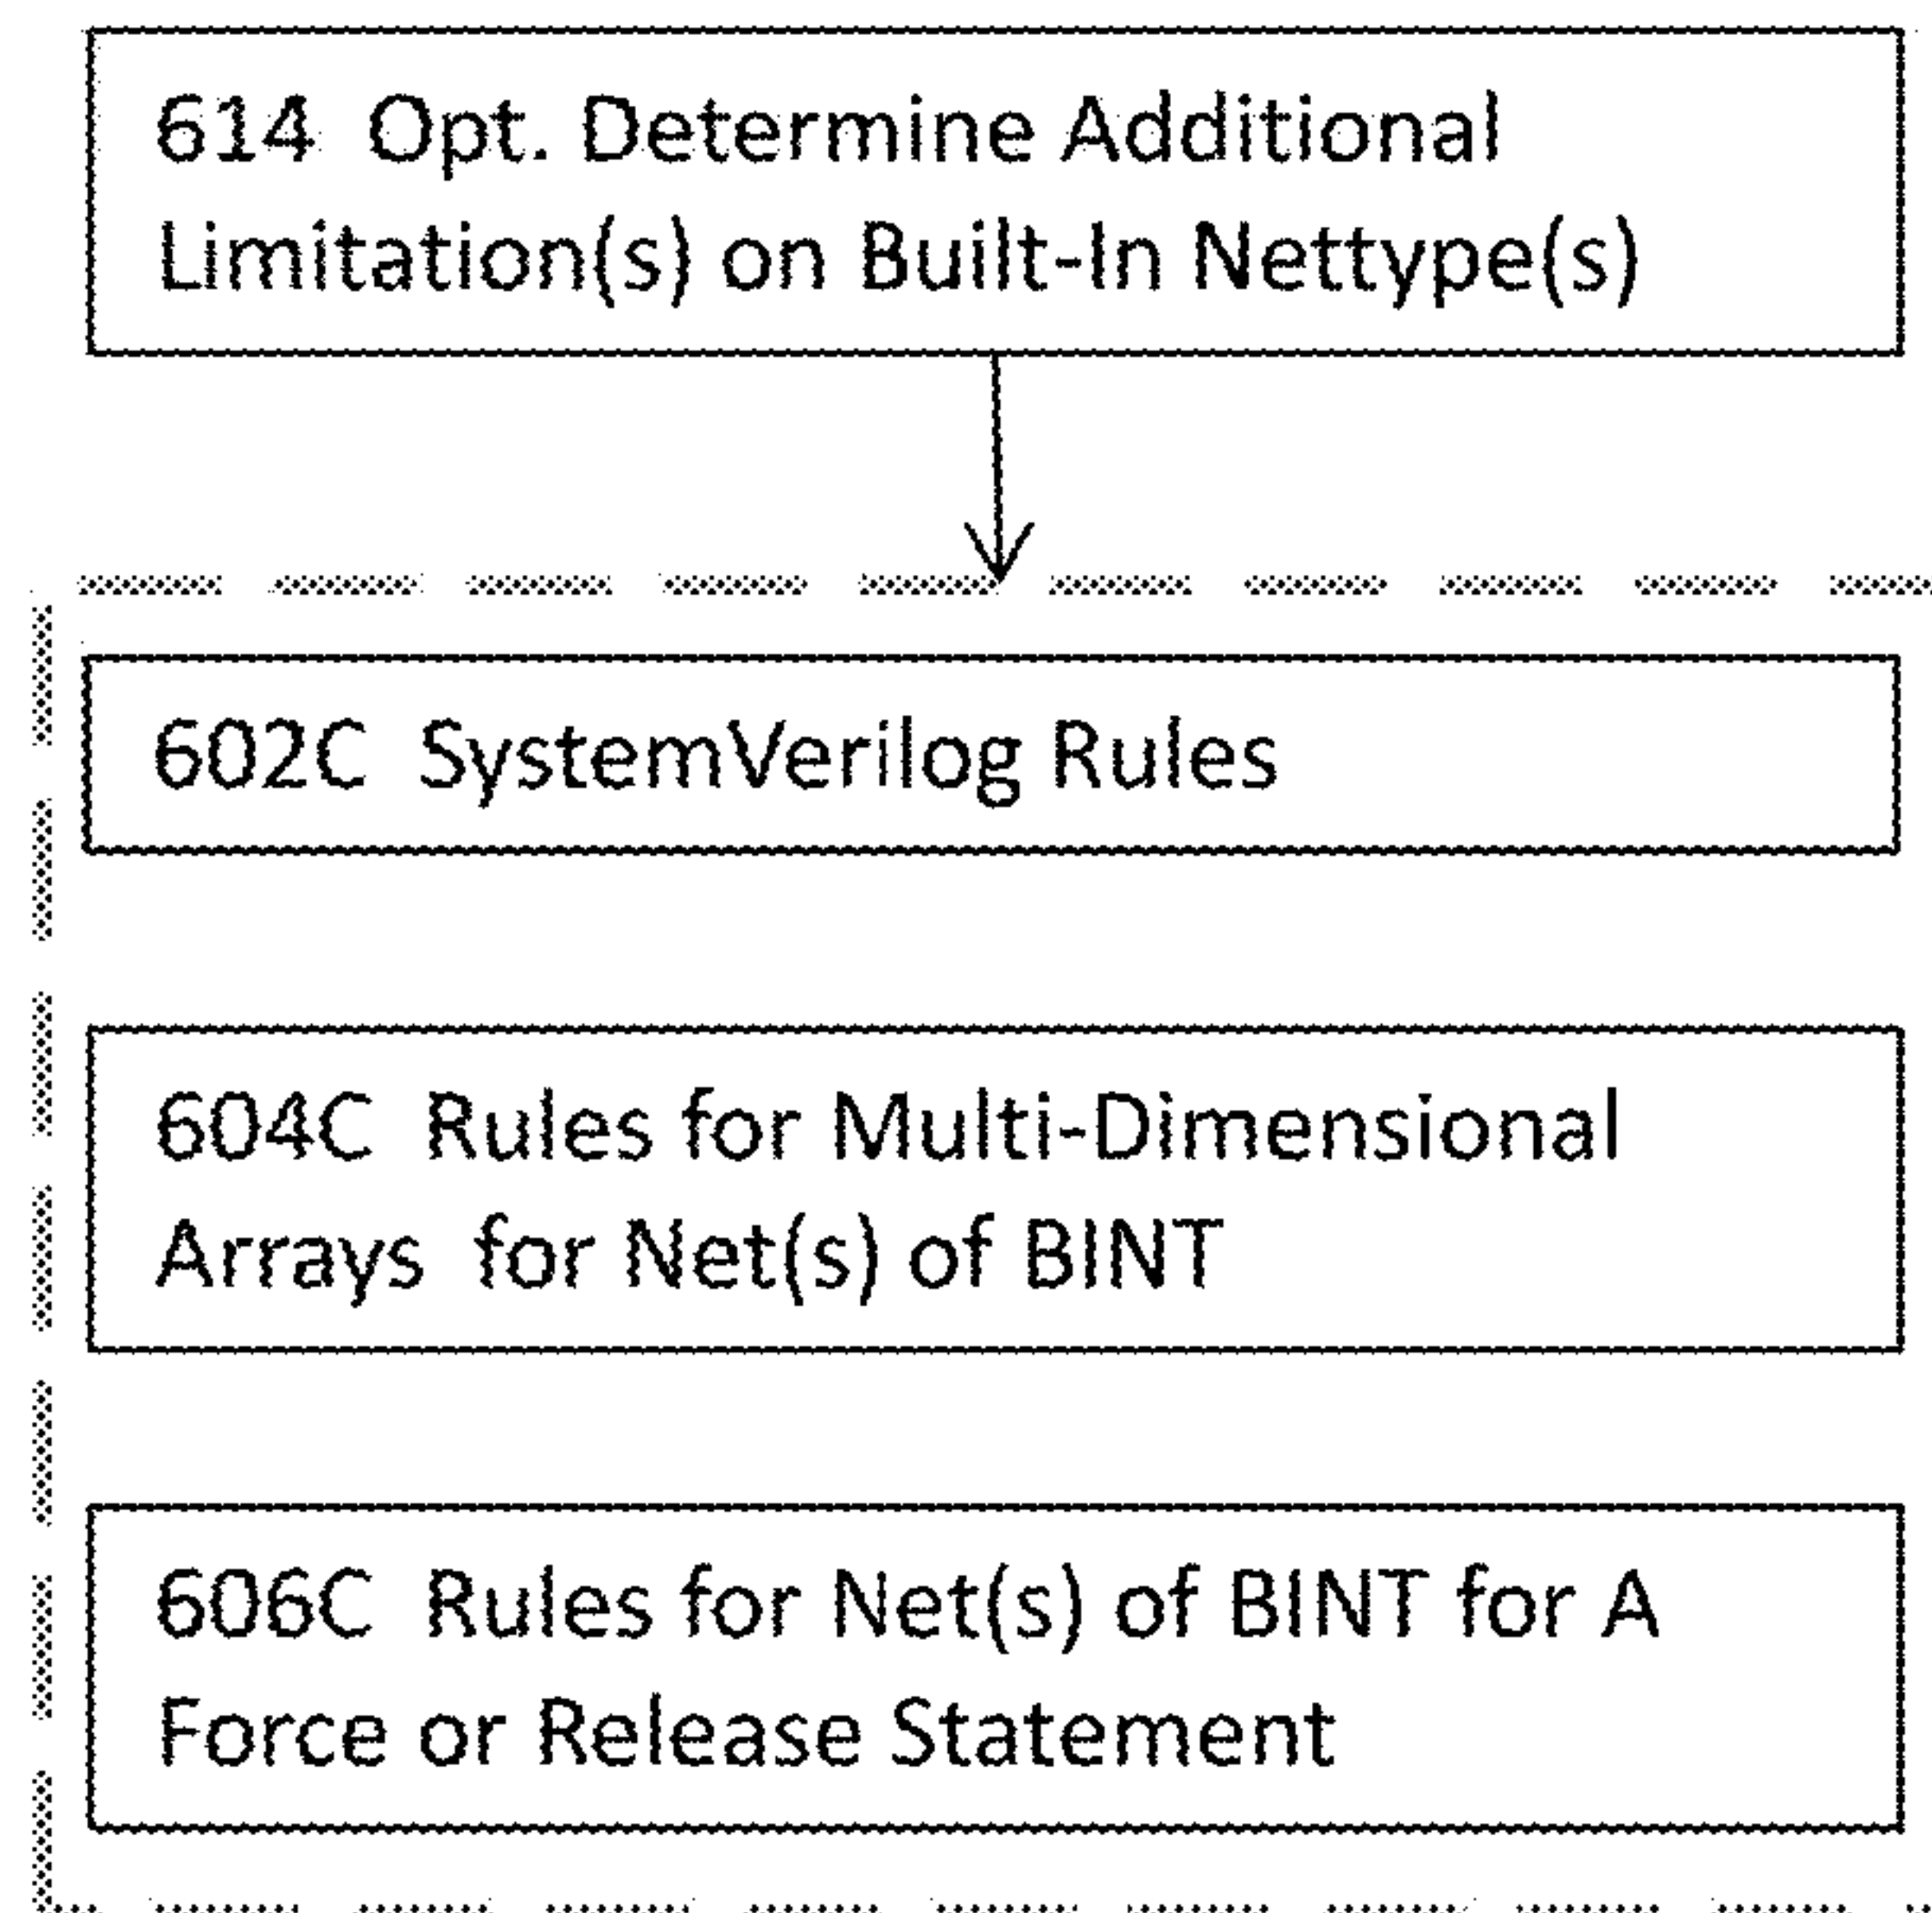 614 Opt. Determine Additional
Limitation(s) on Built-In Nettype(s)
602C SystemVerilog Rules
604C Rules for Multi-Dimensional
Arrays for Net(s) of BINT
606C Rules for Net(s) of BINT for A
Force or Release Statement